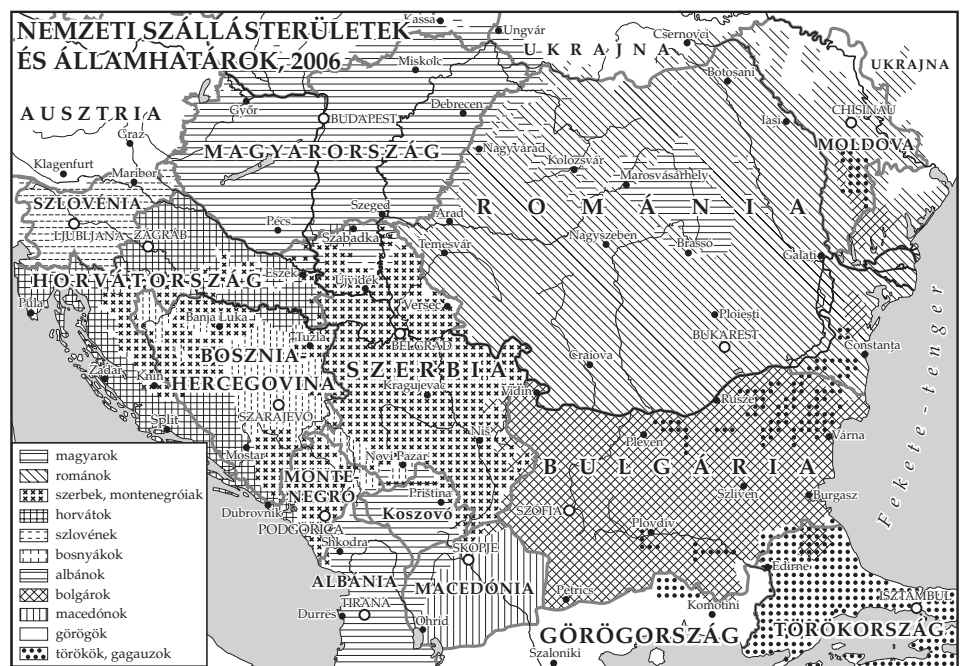 NEMZETI SZÁLLÁSTERÜLETEK
ÉS ÁLLAMHATÁROK, 2006
Kassa
Ungvár
UKRAJNA
Csernovci
Miskolc
Botosani
UKRAJNA
AUSZTRIA
Győr
Debrecen
BUDAPEST
Iasi
CHISINAU
Graz
MAGYARORSZÁG
Nagyvárad
Kolozsvár
MOLDOVA
Klagenfurt
Maribor
Marosvásárhely
SZLOVÉNIA
Szeged
Arad
ROMÁNIA
Pécs
LJUBLJANA
ZÁGRÁB
Szabadka
Temesvár
Nagyszeben
Brassó
Galati
Eszék
HORVÁTORSZÁG
Újvidék
Pula
Versec
Banja Luka
Ploiești
Tuzla
BELGRÁD
BUKAREST
Constanța
BOSZNIA-
HERCEGOVINA
SZERBIA
Craiova
Zadar
Knin
Kragujevac
Vidin
Rusze
SZARAJEVÓ
Split
Niš
Pleven
Várna
Mostar
Novi Pazar
BULGÁRIA
MONTE-
NEGRO
Priština
Szliven
Burgasz
Dubrovnik
Koszovó
SZÓFIA
PODGORICA
Plovdiv
Shkodra
SKOPJE
Edirne
ALBÁNIA
MACEDÓNIA
Petrics
ISZTAMBUL
TIRANA
Komotini
Durrës
Ohrid
GÖRÖGORSZÁG
TÖRÖKORSZÁG
Szaloniki
Fekete-tenger
magyarok
románok
szerbek, montenegróiak
horvátok
szlovének
bosnyákok
albánok
bolgárok
macedónok
görögök
törökök, gagauzok